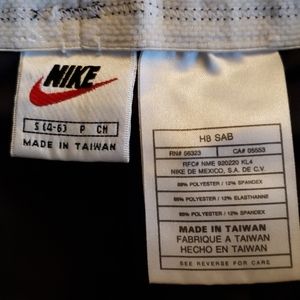 NIKE
S (4-6) P CH
MADE IN TAIWAN
H8 SAB
RN# 56323 CA# 05553
RFC# NME 920220 KL4
NIKE DE MEXICO, S.A. DE C.V
88% POLYESTER / 12% SPANDEX
88% POLYESTER / 12% ELASTHANNE
88% POLYESTER / 12% SPANDEX
MADE IN TAIWAN
FABRIQUE A TAIWAN
HECHO EN TAIWAN
SEE REVERSE FOR CARE